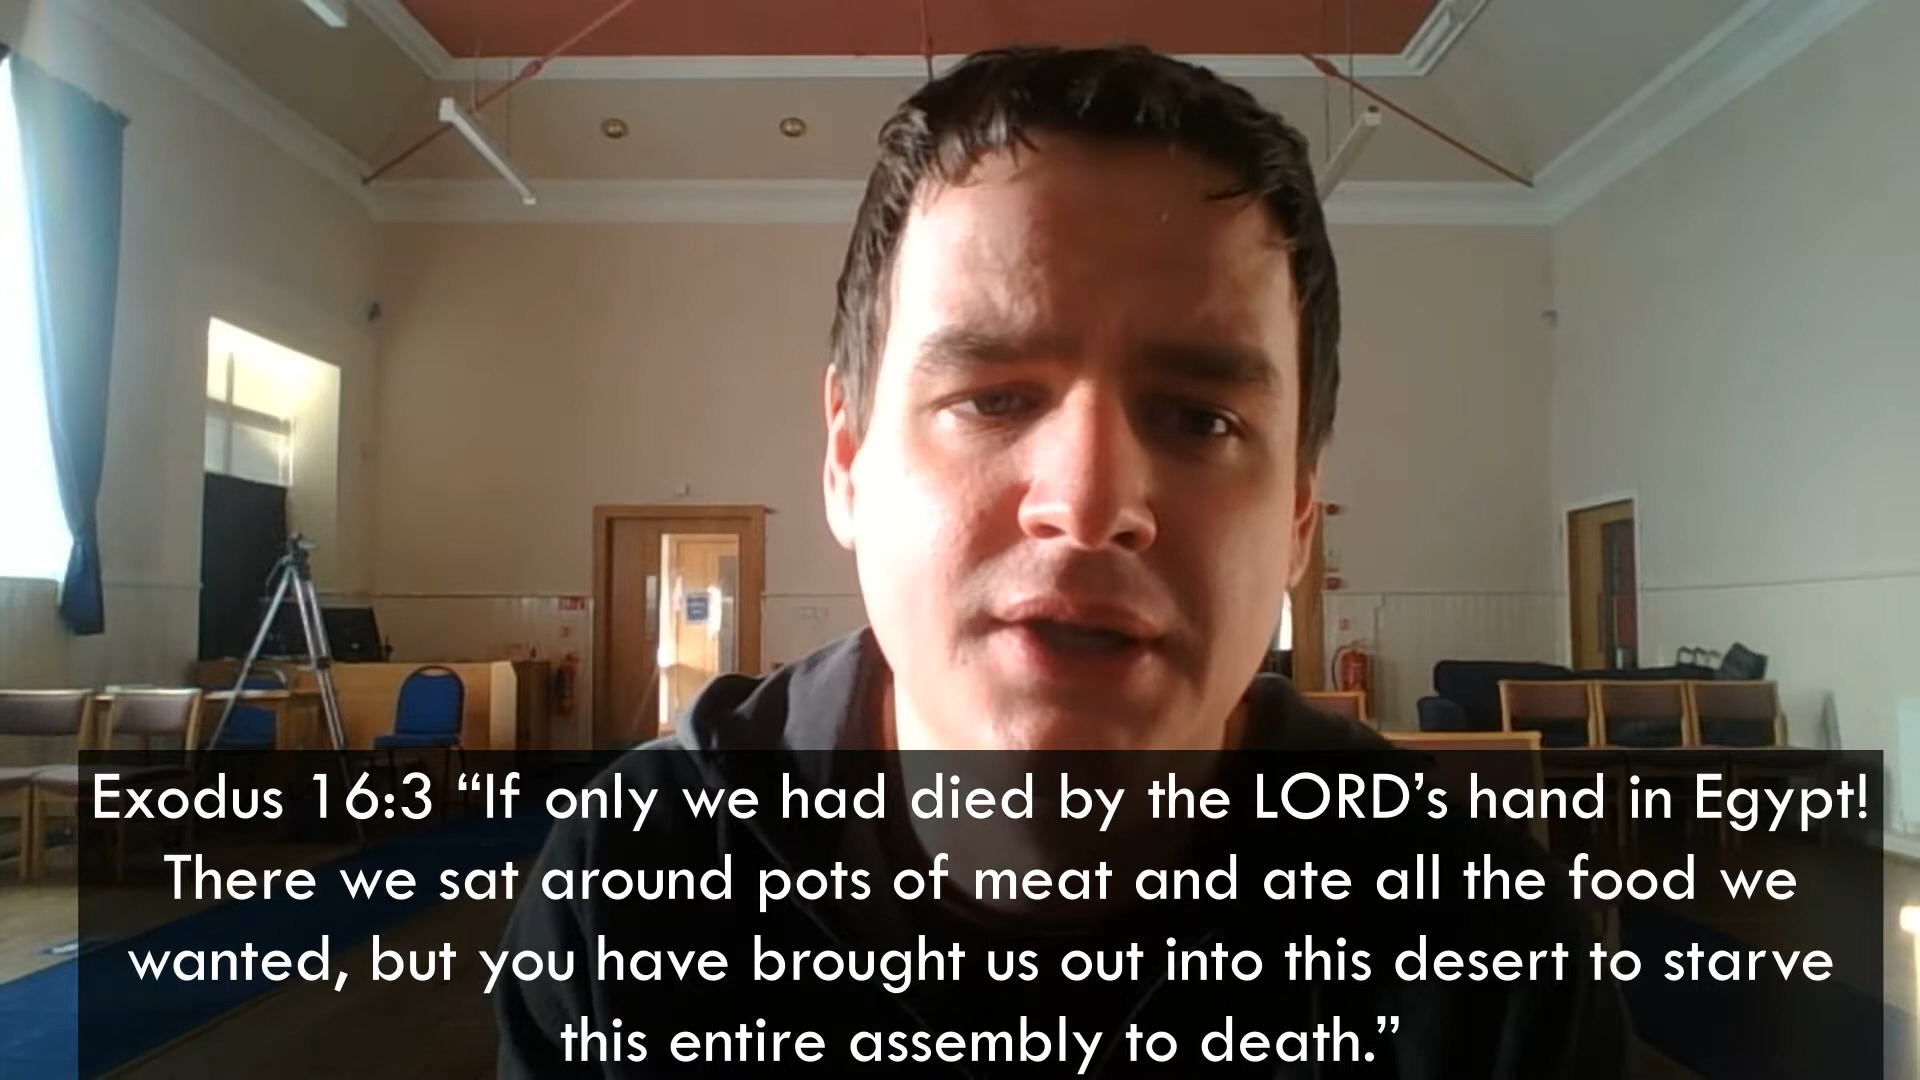 Exodus 16:3 “If only we had died by the LORD’s hand in Egypt!
There we sat around pots of meat and ate all the food we
wanted, but you have brought us out into this desert to starve
this entire assembly to death.”